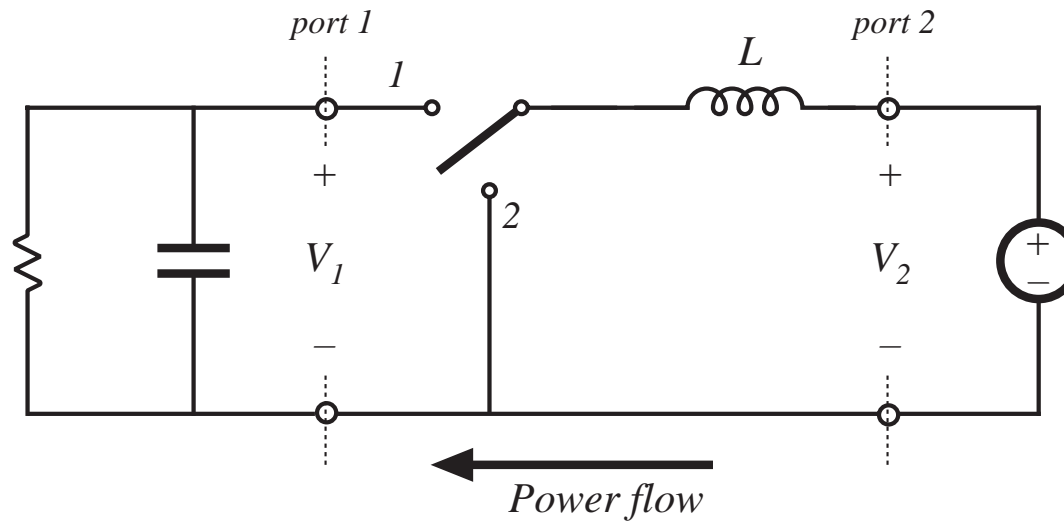 port 1
port 2
1
L
+
+
2
V1
V2
+
–
–
–
Power flow